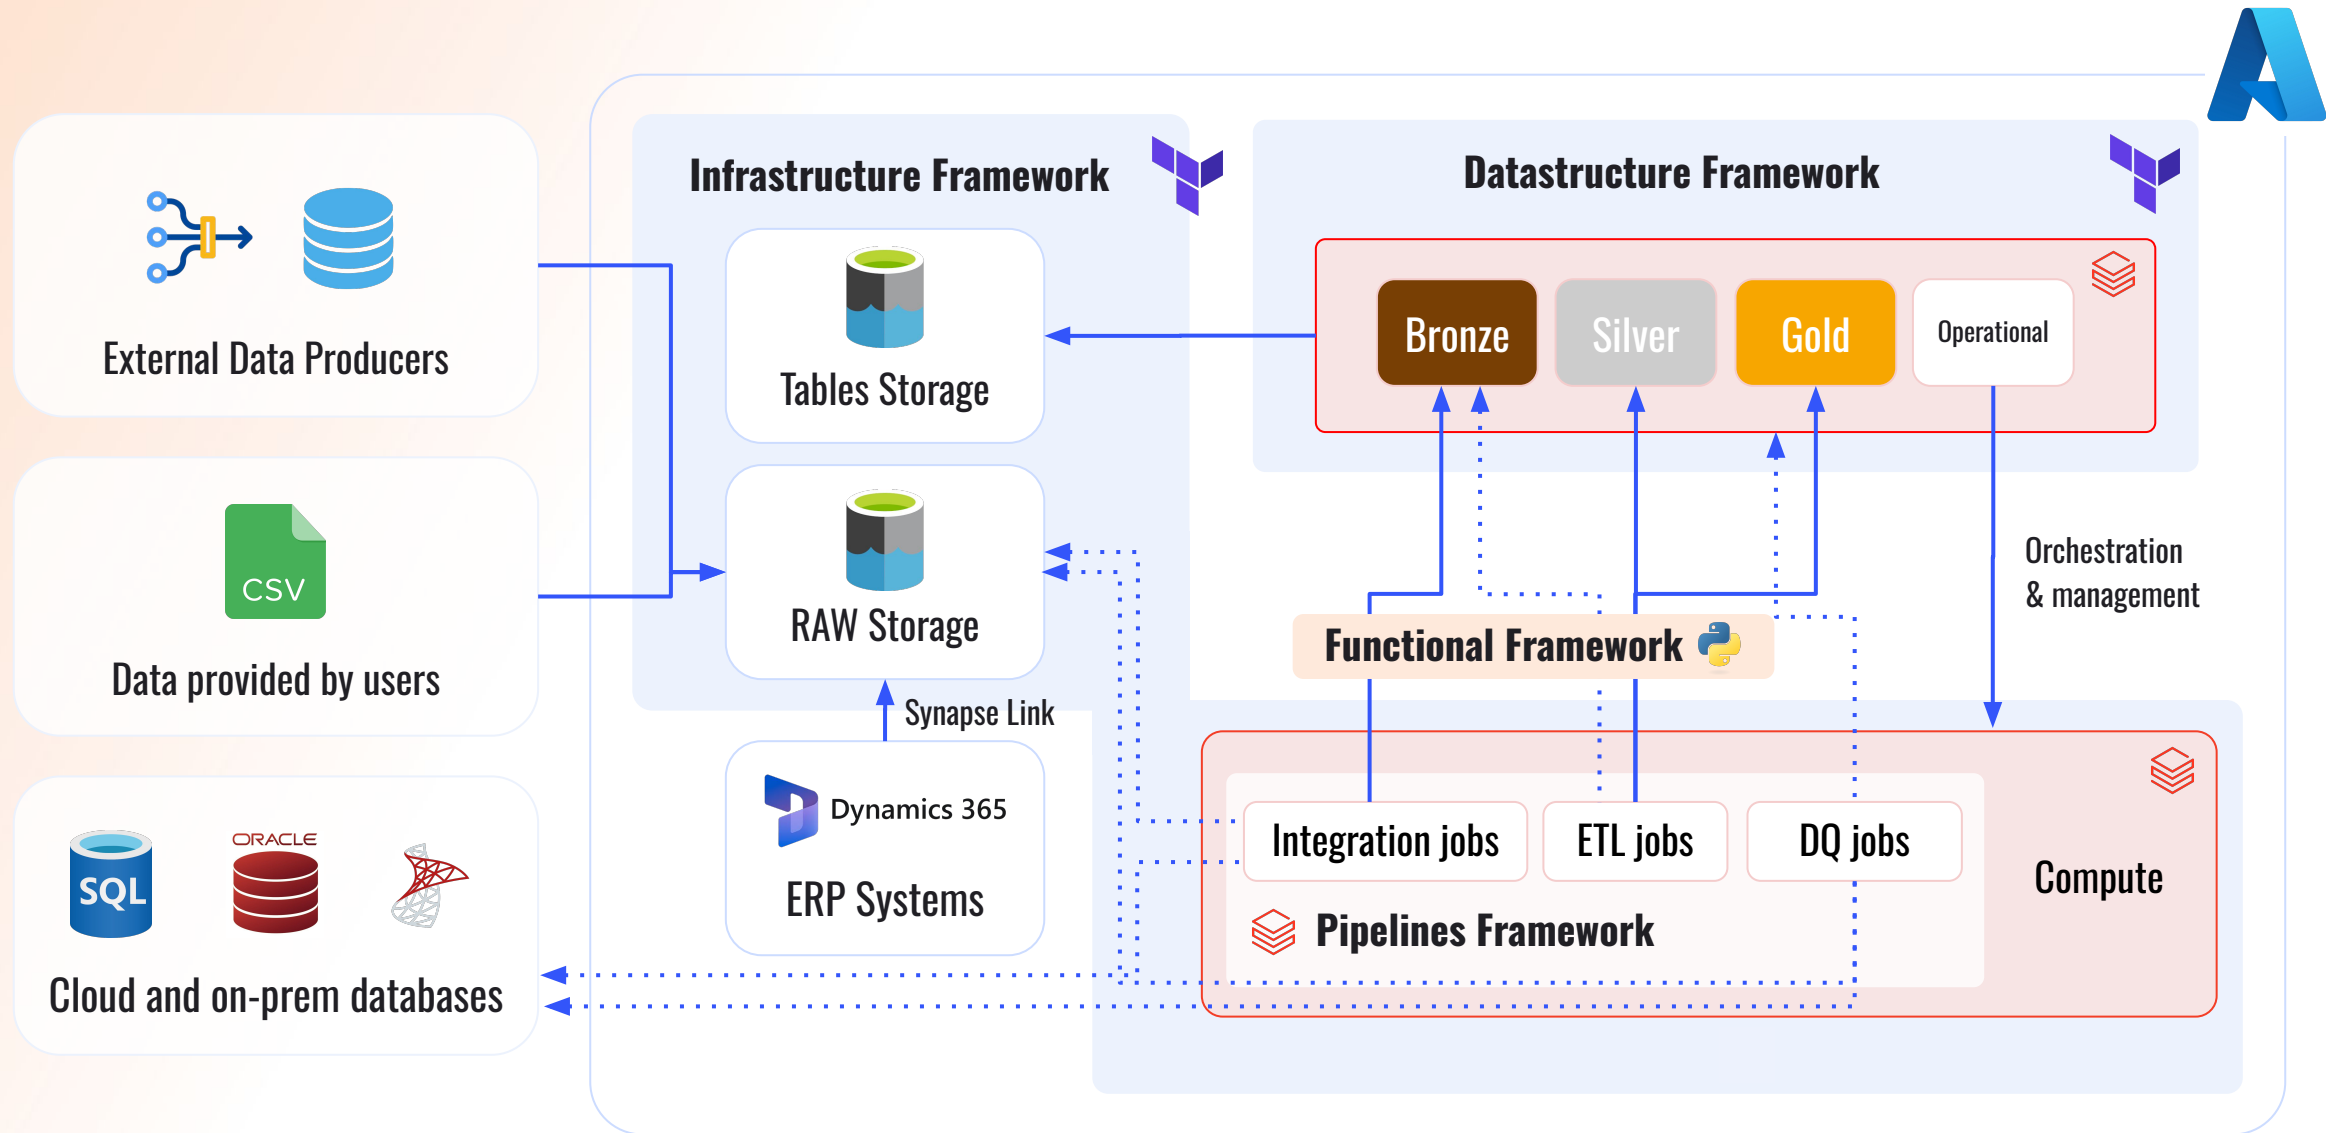 Infrastructure Framework
Datastructure Framework
External Data Producers
Tables Storage
Bronze
Silver
Gold
Operational
CSV
Data provided by users
RAW Storage
Synapse Link
Orchestration
& management
Functional Framework
Dynamics 365
ERP Systems
SQL
ORACLE
Cloud and on-prem databases
Integration jobs
ETL jobs
DQ jobs
Compute
Pipelines Framework